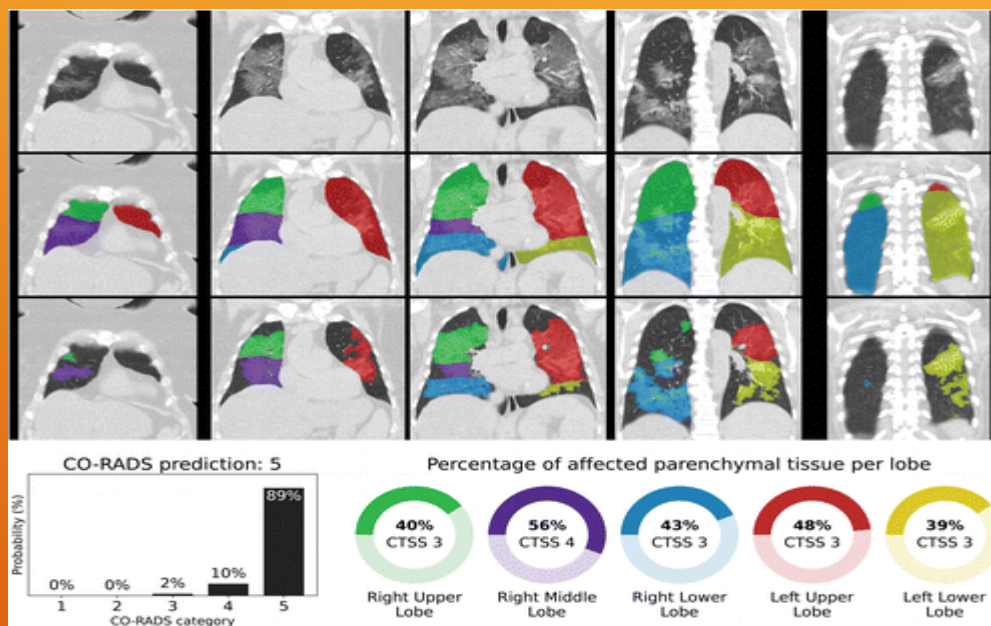 CO-RADS prediction: 5
Probability (%)
0%
0%
2%
10%
89%
1
2
3
4
5
CO-RADS category
Percentage of affected parenchymal tissue per lobe
40%
CTSS 3
Right Upper
Lobe
56%
CTSS 4
Right Middle
Lobe
43%
CTSS 3
Right Lower
Lobe
48%
CTSS 3
Left Upper
Lobe
39%
CTSS 3
Left Lower
Lobe